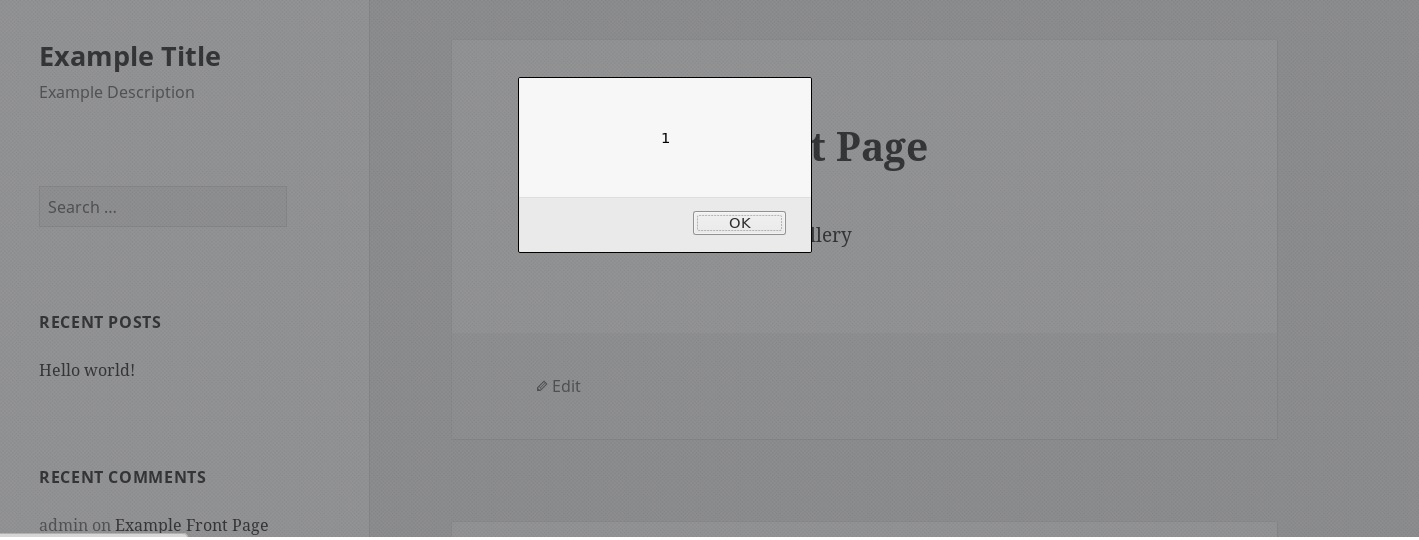 Example Title
Example Description
Search ...
RECENT POSTS
Hello world!
RECENT COMMENTS
admin on Example Front Page
1
OK
Page
Edit